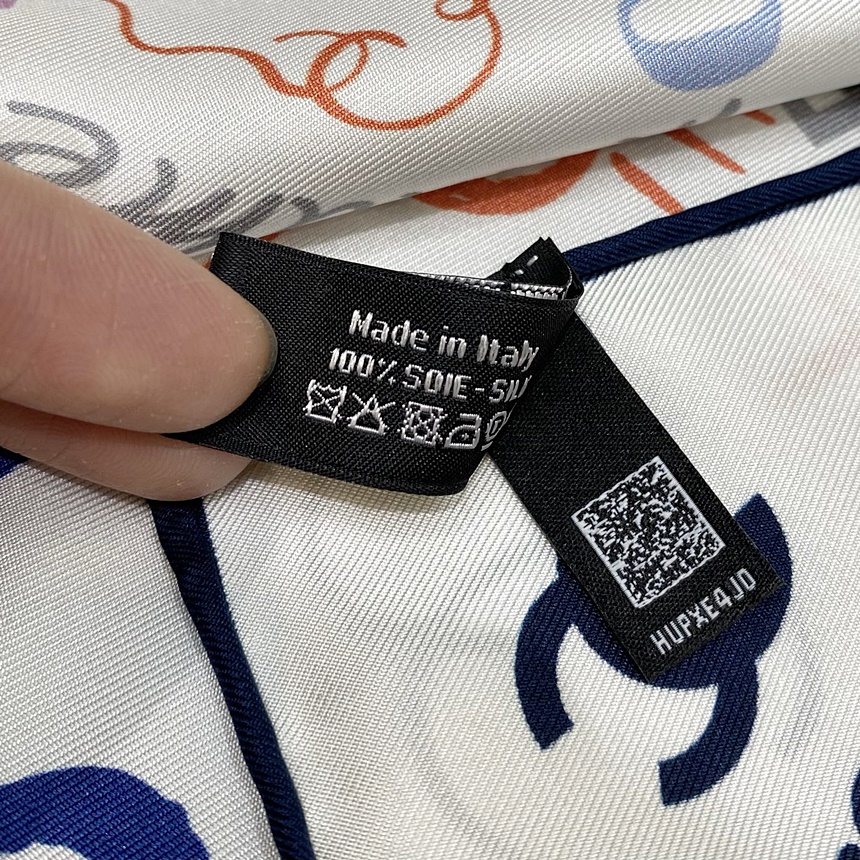 Made in Italy
100% SOIE - SILK
HUPXE4JO